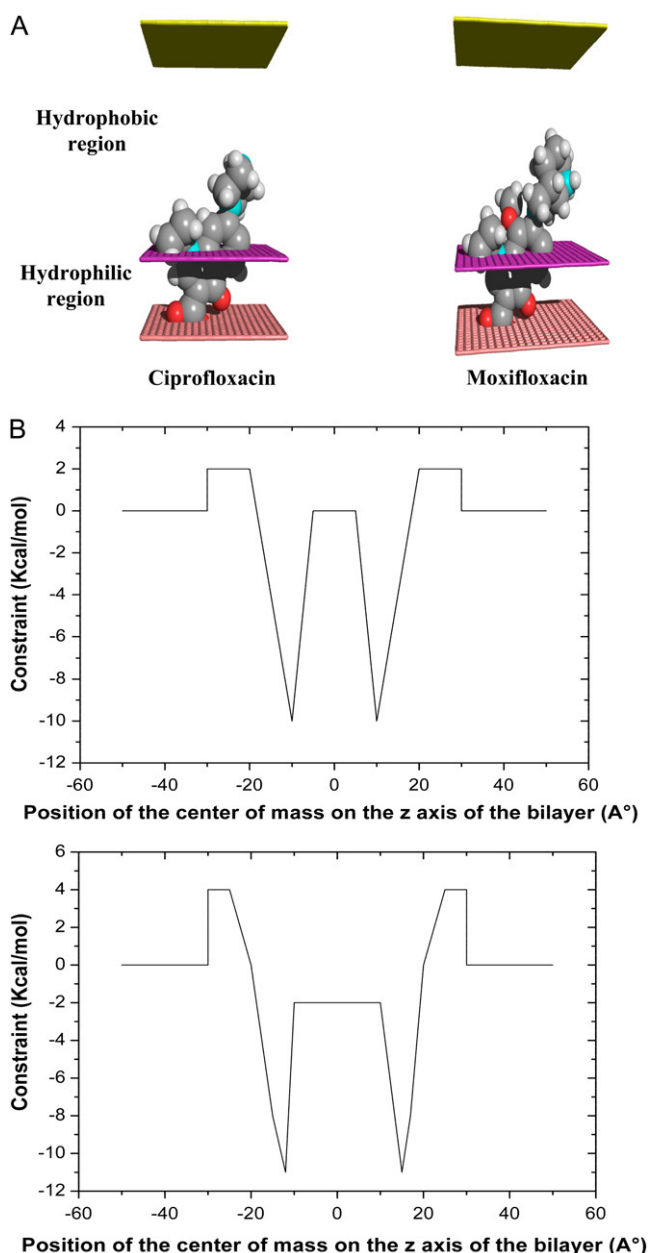 A
Hydrophobic
region
Hydrophilic
region
Ciprofloxacin
Moxifloxacin
B
4
2
0
-2
-4
-6
-8
-10
-12
Constraint (Kcal/mol)
-60
-40
-20
0
20
40
60
Position of the center of mass on the z axis of the bilayer (A°)
6
4
2
0
-2
-4
-6
-8
-10
-12
Constraint (Kcal/mol)
-60
-40
-20
0
20
40
60
Position of the center of mass on the z axis of the bilayer (A°)